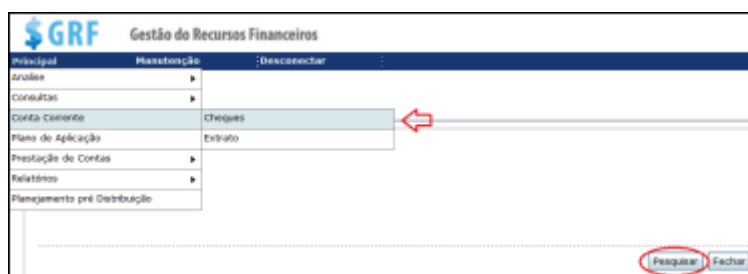 $GRF Gestão do Recursos Financeiros
Principal Manutenção Desconectar
Analise
Consultas
Conta Corrente Cheques
Plano de Aplicação Extrato
Prestação de Contas
Relatórios
Planejamento pré Distribuição
Pesquisar Fechar